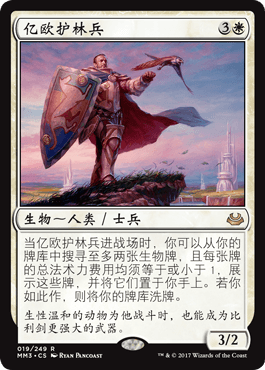 亿欧护林兵 3
生物～人类／士兵
当亿欧护林兵进战场时，你可以从你的
牌库中搜寻至多两张生物牌，且每张牌
的总法术力费用均须等于或小于1，展
示这些牌，并将它们置于你手上。若你
如此作，则将你的牌库洗牌。
生性温和的动物为他战斗时，也能成为比
利剑更强大的武器。
3/2
019/249 R
MM3 • CS RYAN PANCOAST
™ & © 2017 Wizards of the Coast